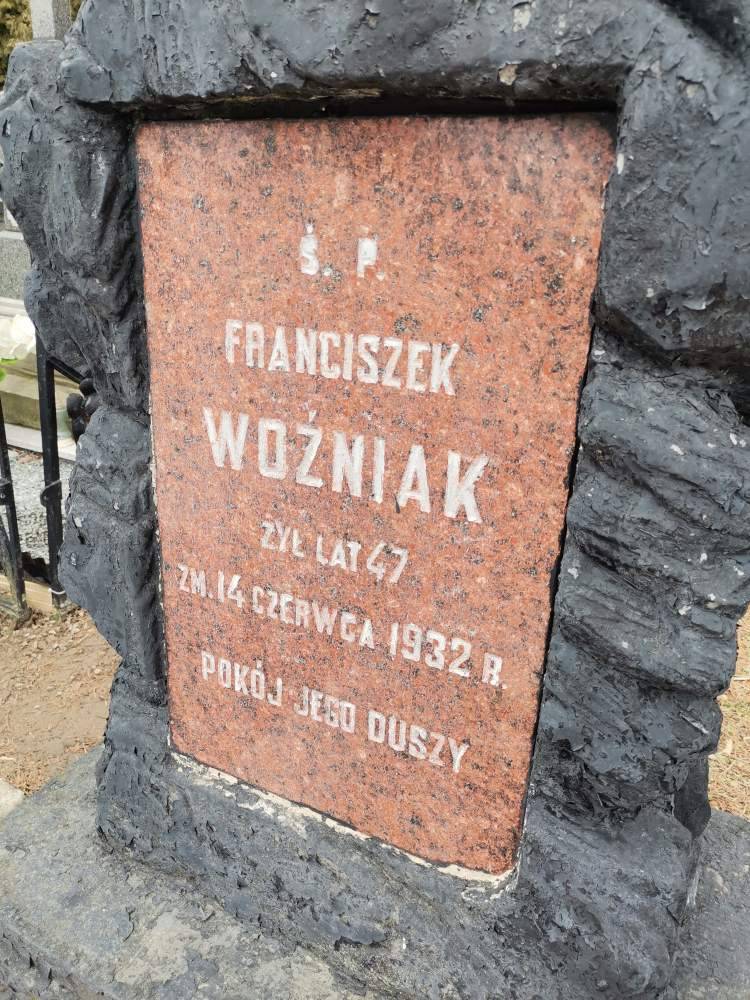 Ś. P.
FRANCISZEK
WOŹNIAK
ŻYŁ LAT 47
ZM. 14 CZERWCA 1932 R.
POKÓJ JEGO DUSZY